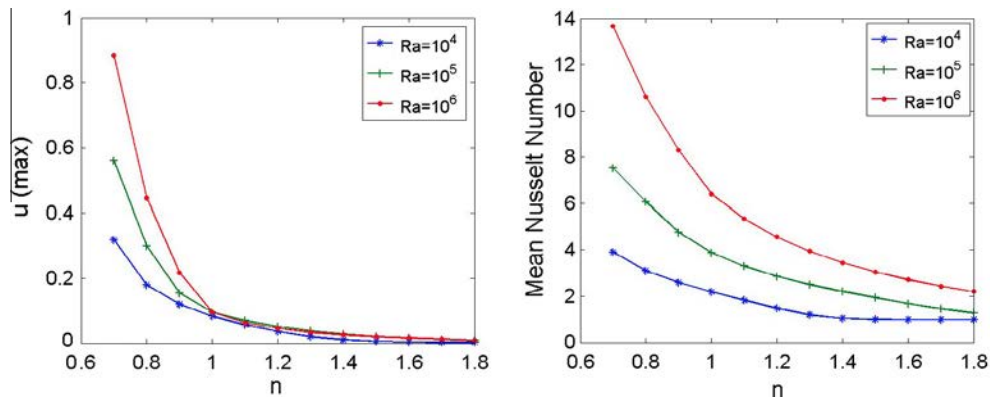 1
0.8
0.6
0.4
0.2
0
u (max)
0.6 0.8 1 1.2 1.4 1.6 1.8
n
Ra=10⁴
Ra=10⁵
Ra=10⁶
14
12
10
8
6
4
2
0
Mean Nusselt Number
0.6 0.8 1 1.2 1.4 1.6 1.8
n
Ra=10⁴
Ra=10⁵
Ra=10⁶